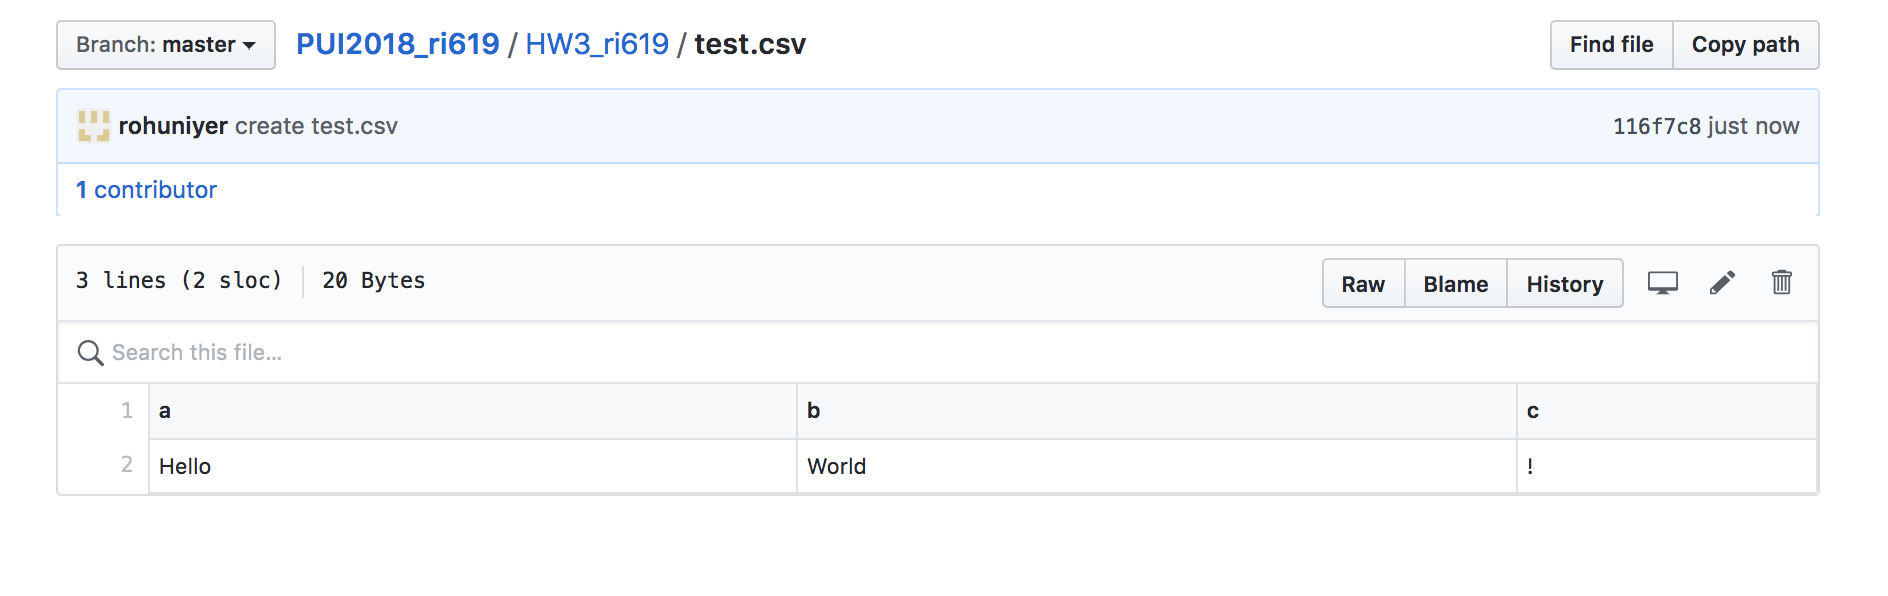 Branch: master PUI2018_ri619 / HW3_ri619 / test.csv Find file Copy path
rohuniyer create test.csv 116f7c8 just now
1 contributor
3 lines (2 sloc) 20 Bytes Raw Blame History
Search this file...
1 a b c
2 Hello World !